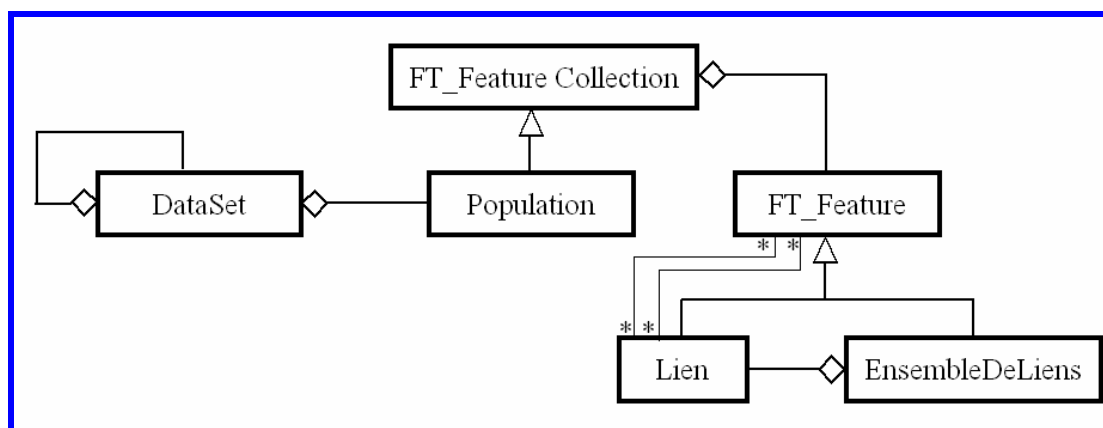 FT_Feature Collection
DataSet
Population
FT_Feature
* *
* *
Lien
EnsembleDeLiens